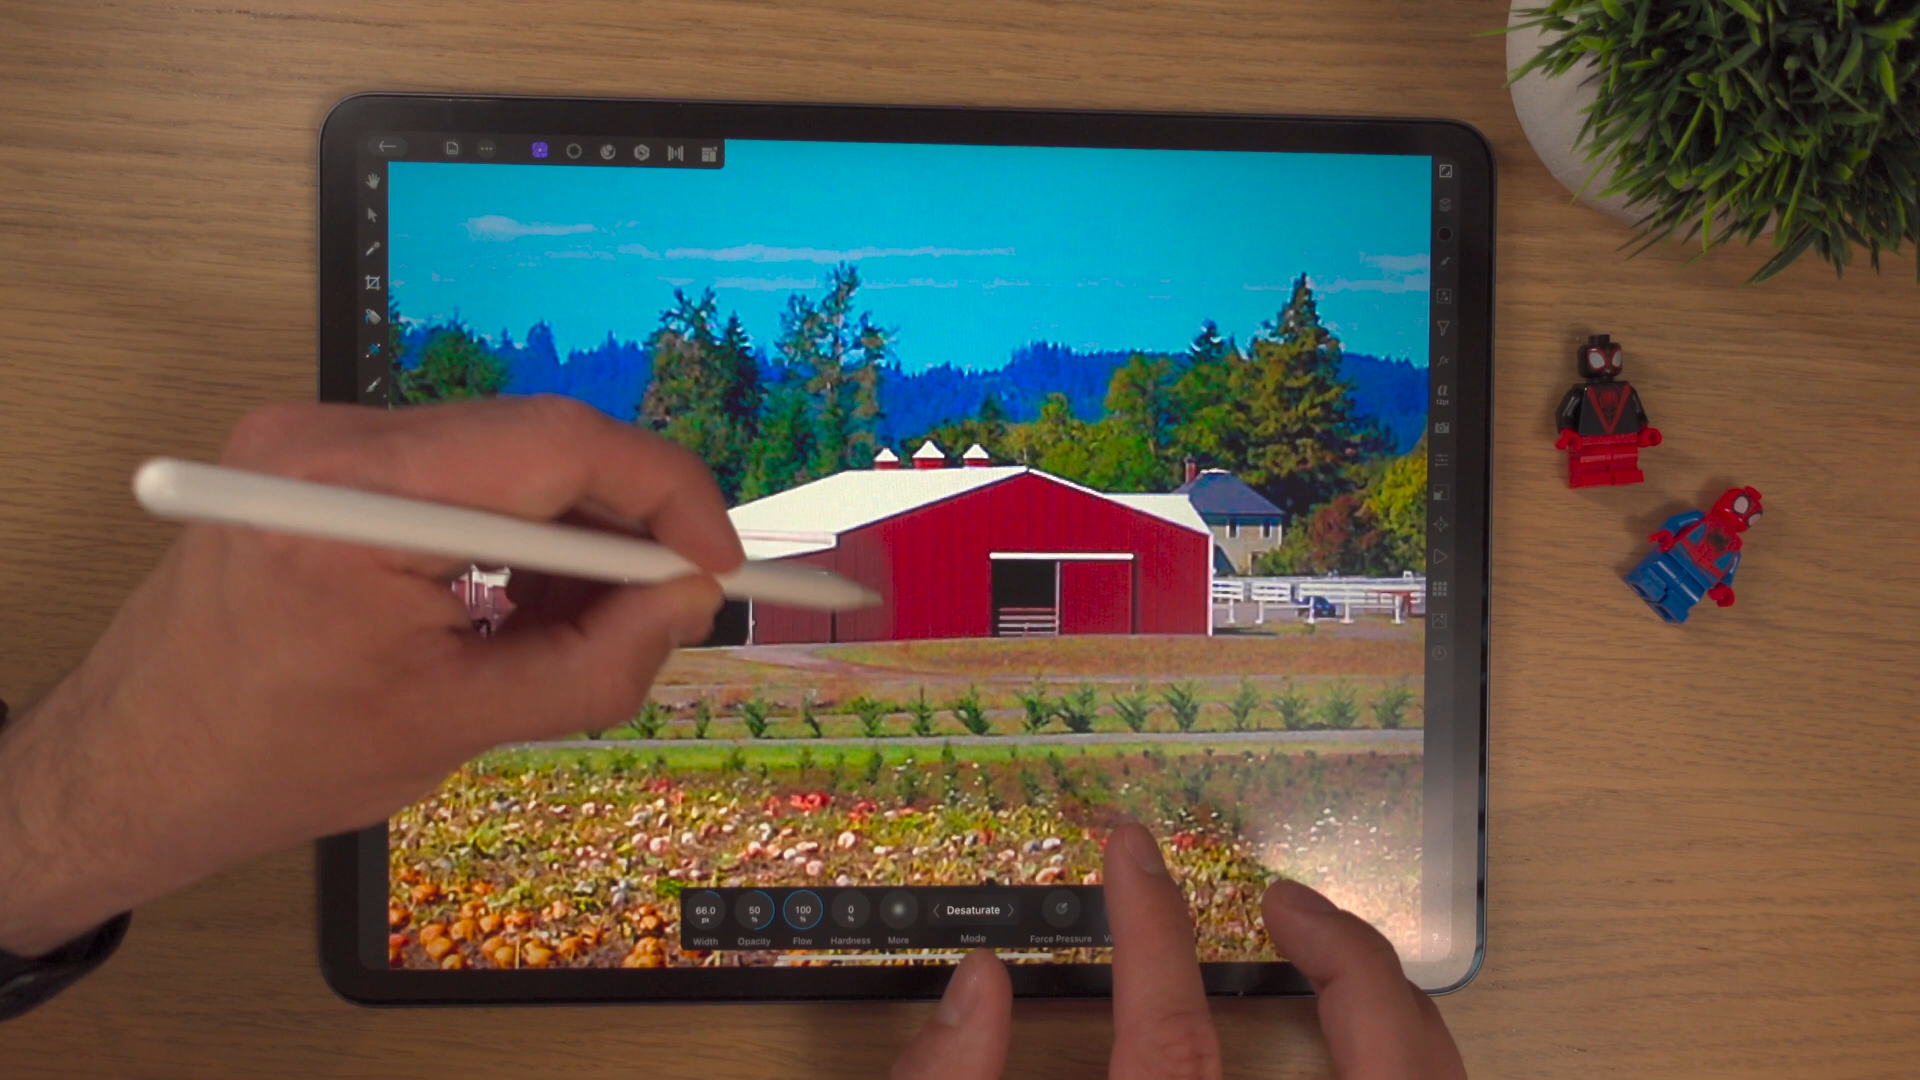 66.0
px
Width
50
%
Opacity
100
%
Flow
0
%
Hardness
More
Desaturate
Mode
Force Pressure